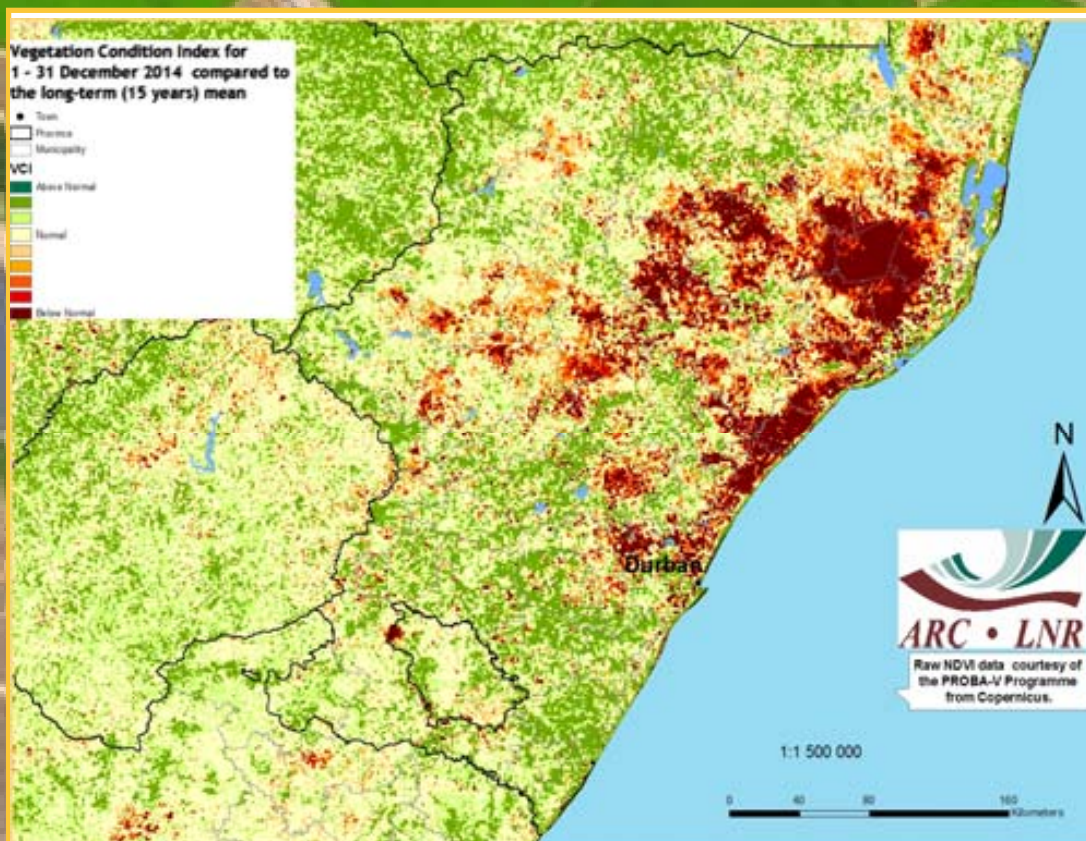 Vegetation Condition Index for
1 - 31 December 2014 compared to
the long-term (15 years) mean
Town
Province
Municipality
VCI
Above Normal
Normal
Below Normal
Durban
N
ARC • LNR
Raw NDVI data courtesy of
the PROBA-V Programme
from Copernicus.
1:1 500 000
0 40 80 160
Kilometers